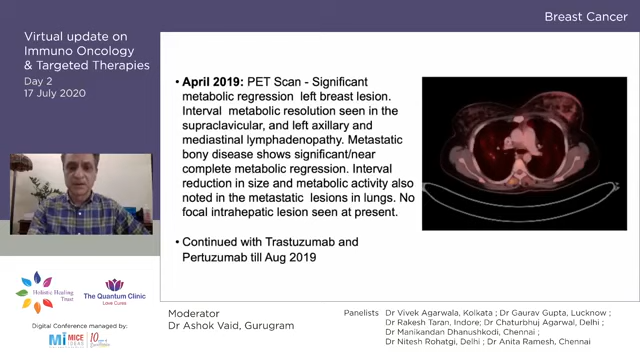 Breast Cancer
Virtual update on
Immuno Oncology
& Targeted Therapies
Day 2
17 July 2020
• April 2019: PET Scan - Significant
metabolic regression left breast lesion.
Interval metabolic resolution seen in the
supraclavicular, and left axillary and
mediastinal lymphadenopathy. Metastatic
bony disease shows significant/near
complete metabolic regression. Interval
reduction in size and metabolic activity also
noted in the metastatic lesions in lungs. No
focal intrahepatic lesion seen at present.
• Continued with Trastuzumab and
Pertuzumab till Aug 2019
Holistic Healing
Trust
The Quantum Clinic
Love Cures
Digital Conference managed by:
Mi MICE
10
Moderator
Dr Ashok Vaid, Gurugram
Panelists
Dr Vivek Agarwala, Kolkata ; Dr Gaurav Gupta, Lucknow ;
Dr Rakesh Taran, Indore; Dr Chaturbhuj Agarwal, Delhi ;
Dr Manikandan Dhanushkodi, Chennai ;
Dr Nitesh Rohatgi, Delhi ; Dr Anita Ramesh, Chennai